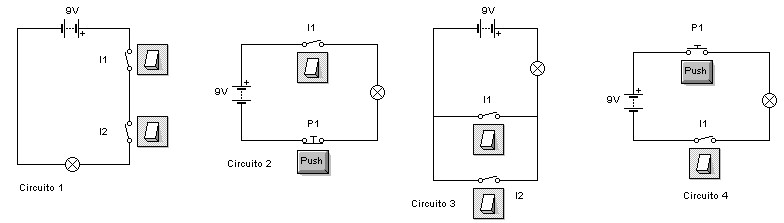 9V
+
I1
I2
Circuito 1
I1
+
9V
P1
Push
Circuito 2
9V
+
I1
I2
Circuito 3
P1
Push
+
9V
I1
Circuito 4